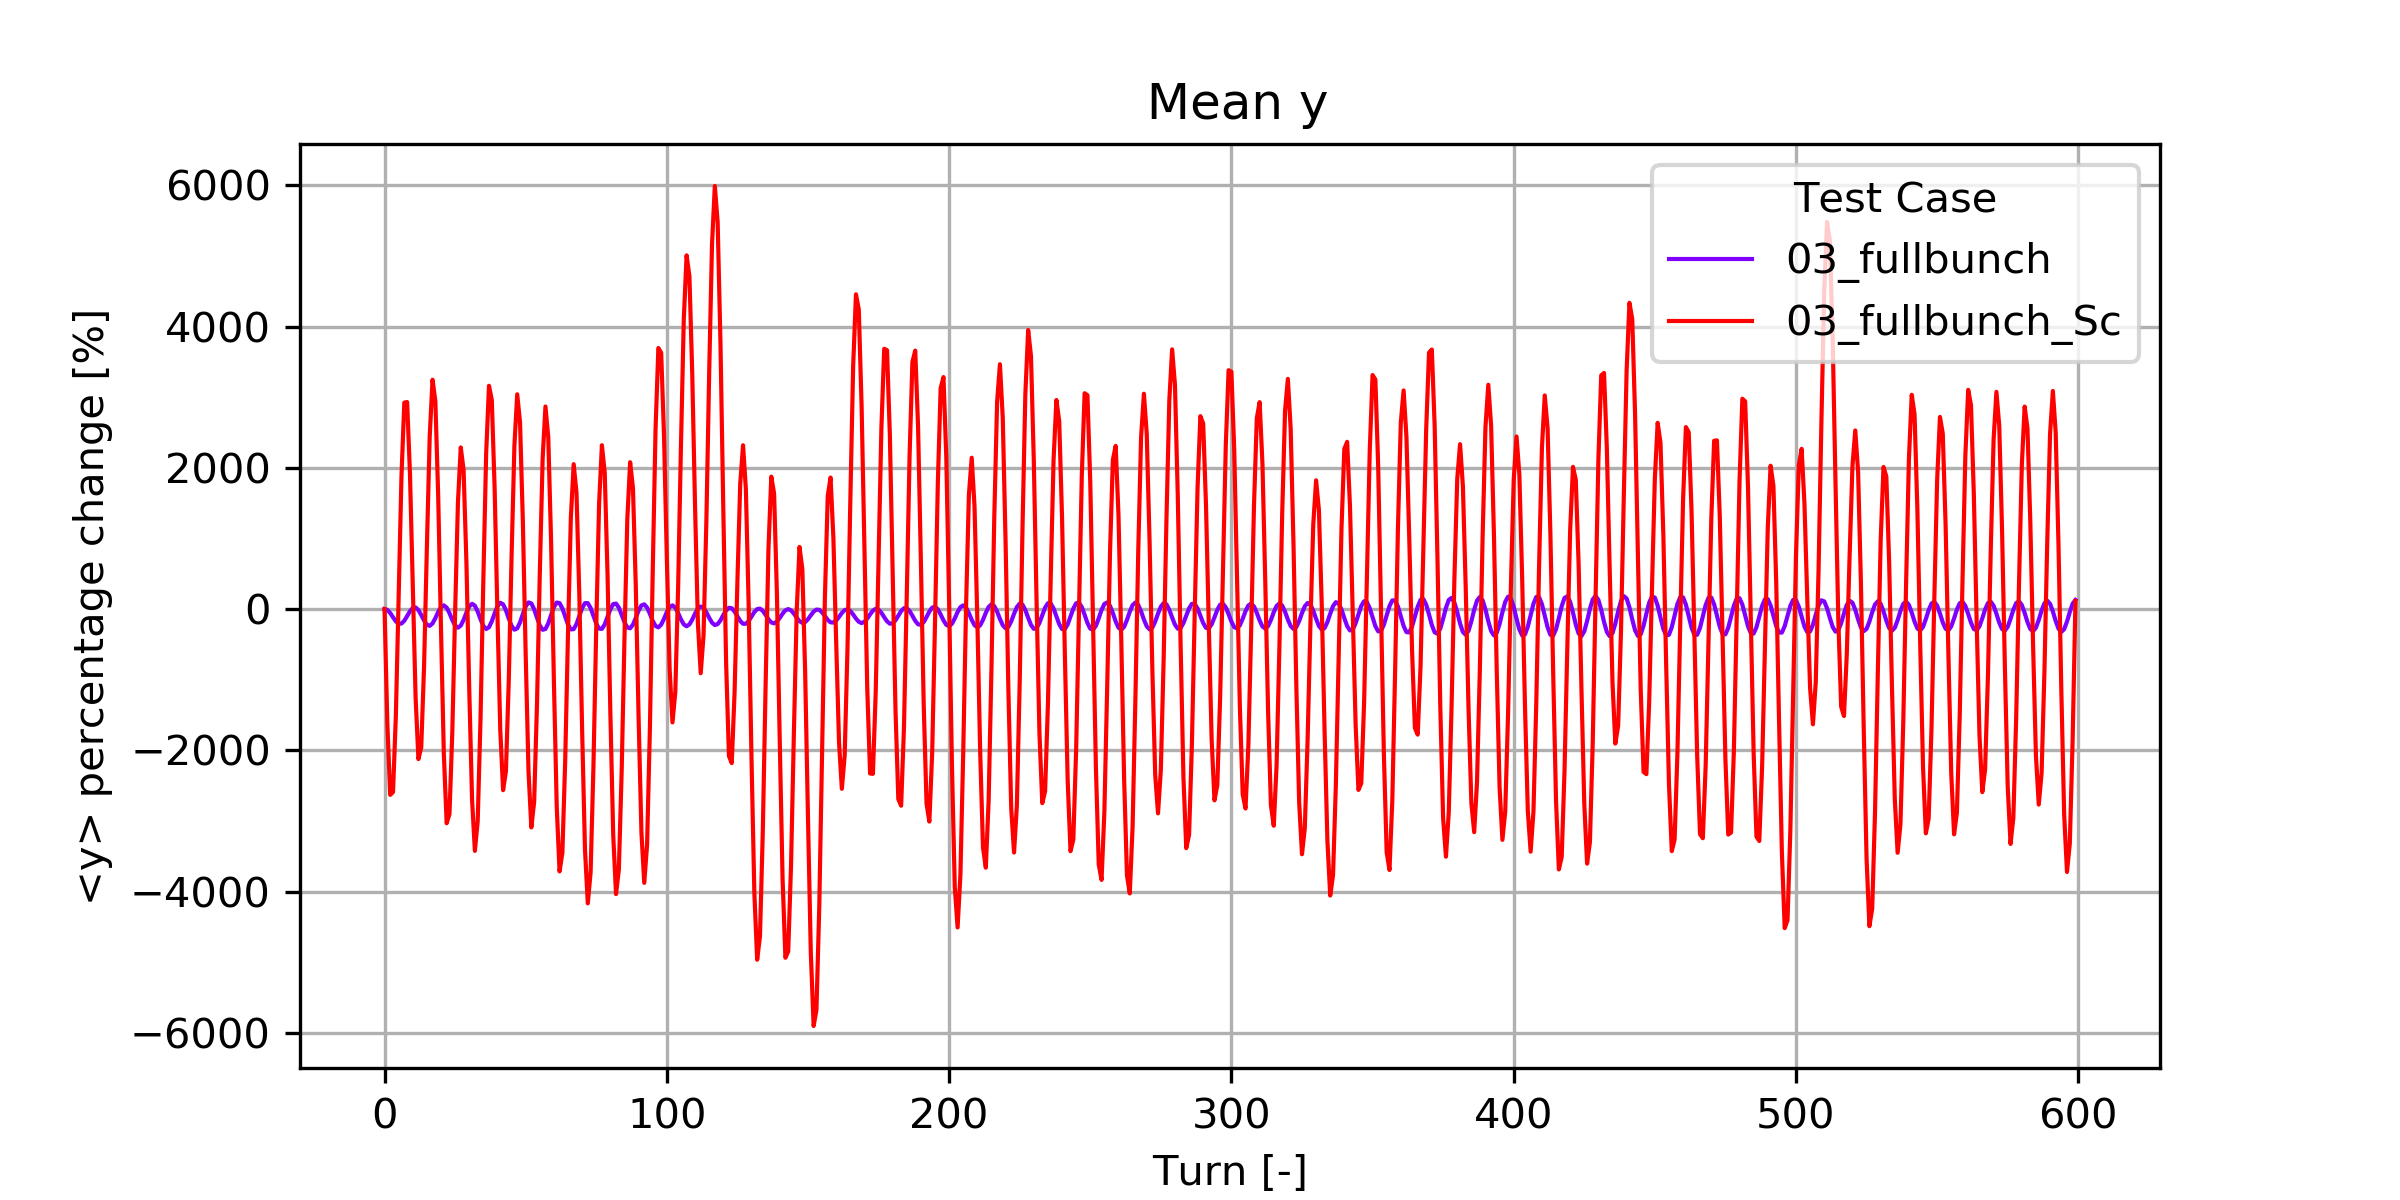 Mean y
6000
4000
2000
0
−2000
−4000
−6000
<y> percentage change [%]
Test Case
03_fullbunch
03_fullbunch_Sc
0 100 200 300 400 500 600
Turn [-]